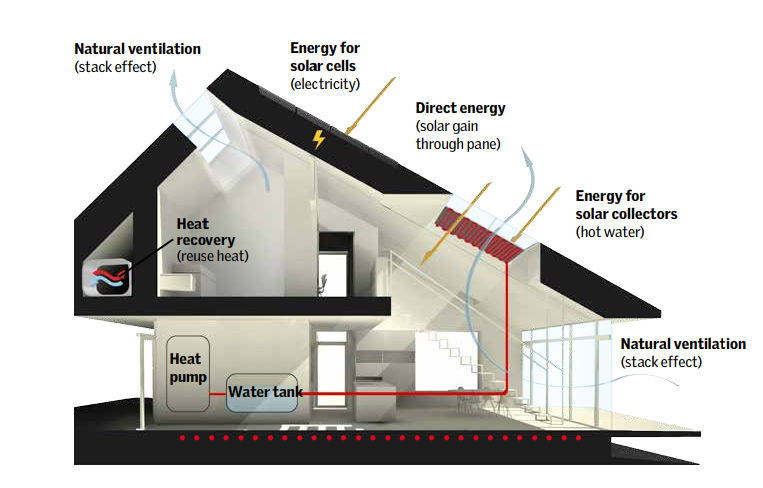 Natural ventilation
(stack effect)
Energy for
solar cells
(electricity)
Direct energy
(solar gain
through pane)
Energy for
solar collectors
(hot water)
Heat
recovery
(reuse heat)
Natural ventilation
(stack effect)
Heat
pump
Water tank